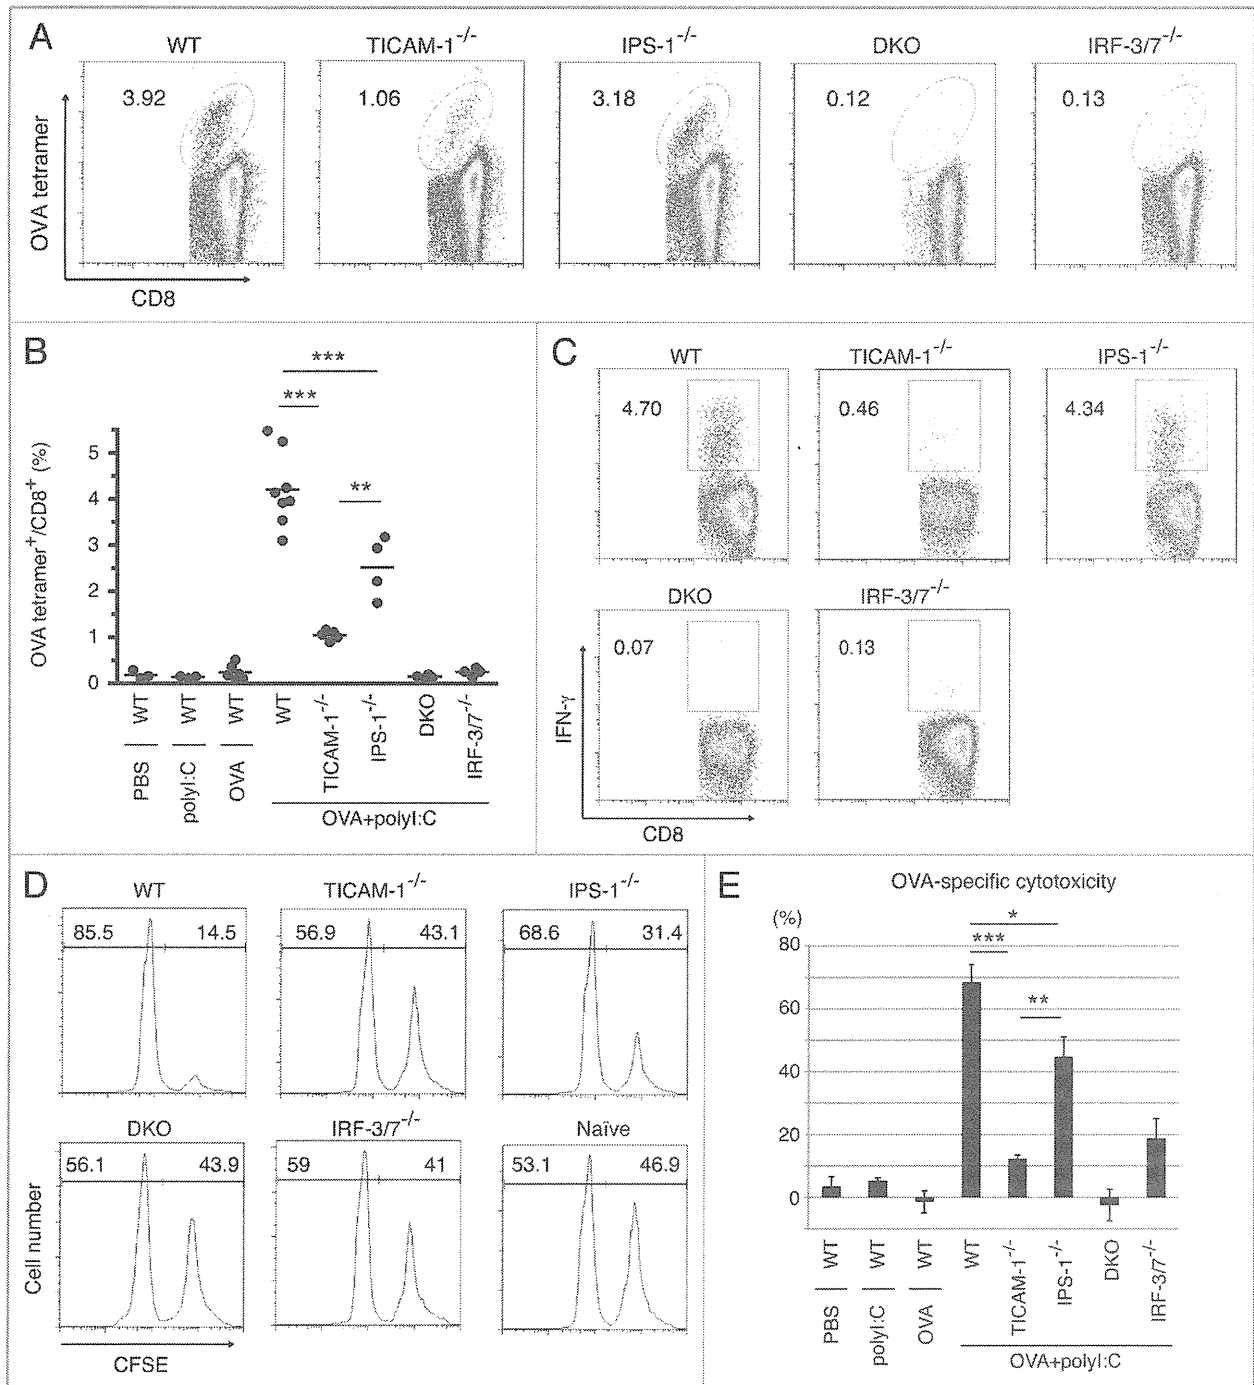 A
WT
TICAM-1-/-
IPS-1-/-
DKO
IRF-3/7-/-
3.92
1.06
3.18
0.12
0.13
OVA tetramer
CD8
B
***
***
**
OVA tetramer+/CD8+ (%)
5
4
3
2
1
0
WT
WT
WT
WT
TICAM-1-/-
IPS-1-/-
DKO
IRF-3/7-/-
PBS
polyI:C
OVA
OVA+polyI:C
C
WT
TICAM-1-/-
IPS-1-/-
4.70
0.46
4.34
DKO
IRF-3/7-/-
0.07
0.13
IFN-γ
CD8
D
WT
TICAM-1-/-
IPS-1-/-
85.5 14.5
56.9 43.1
68.6 31.4
DKO
IRF-3/7-/-
Naïve
56.1 43.9
59 41
53.1 46.9
Cell number
CFSE
E
OVA-specific cytotoxicity
(%)
*
***
**
80
60
40
20
0
WT
WT
WT
WT
TICAM-1-/-
IPS-1-/-
DKO
IRF-3/7-/-
PBS
polyI:C
OVA
OVA+polyI:C